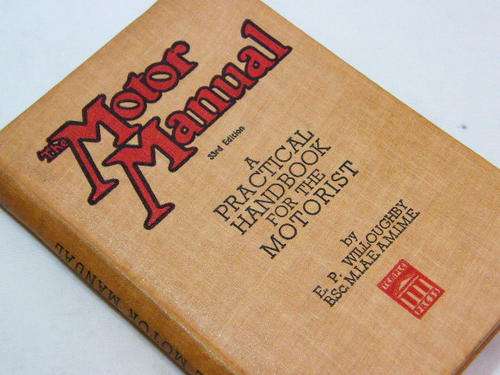 The
Motor
Manual
33rd Edition
A
PRACTICAL
HANDBOOK
FOR THE
MOTORIST
by
E. P. WILLOUGHBY
B.Sc. M.I.A.E. A.M.I.M.E.
MOTOR MANUAL